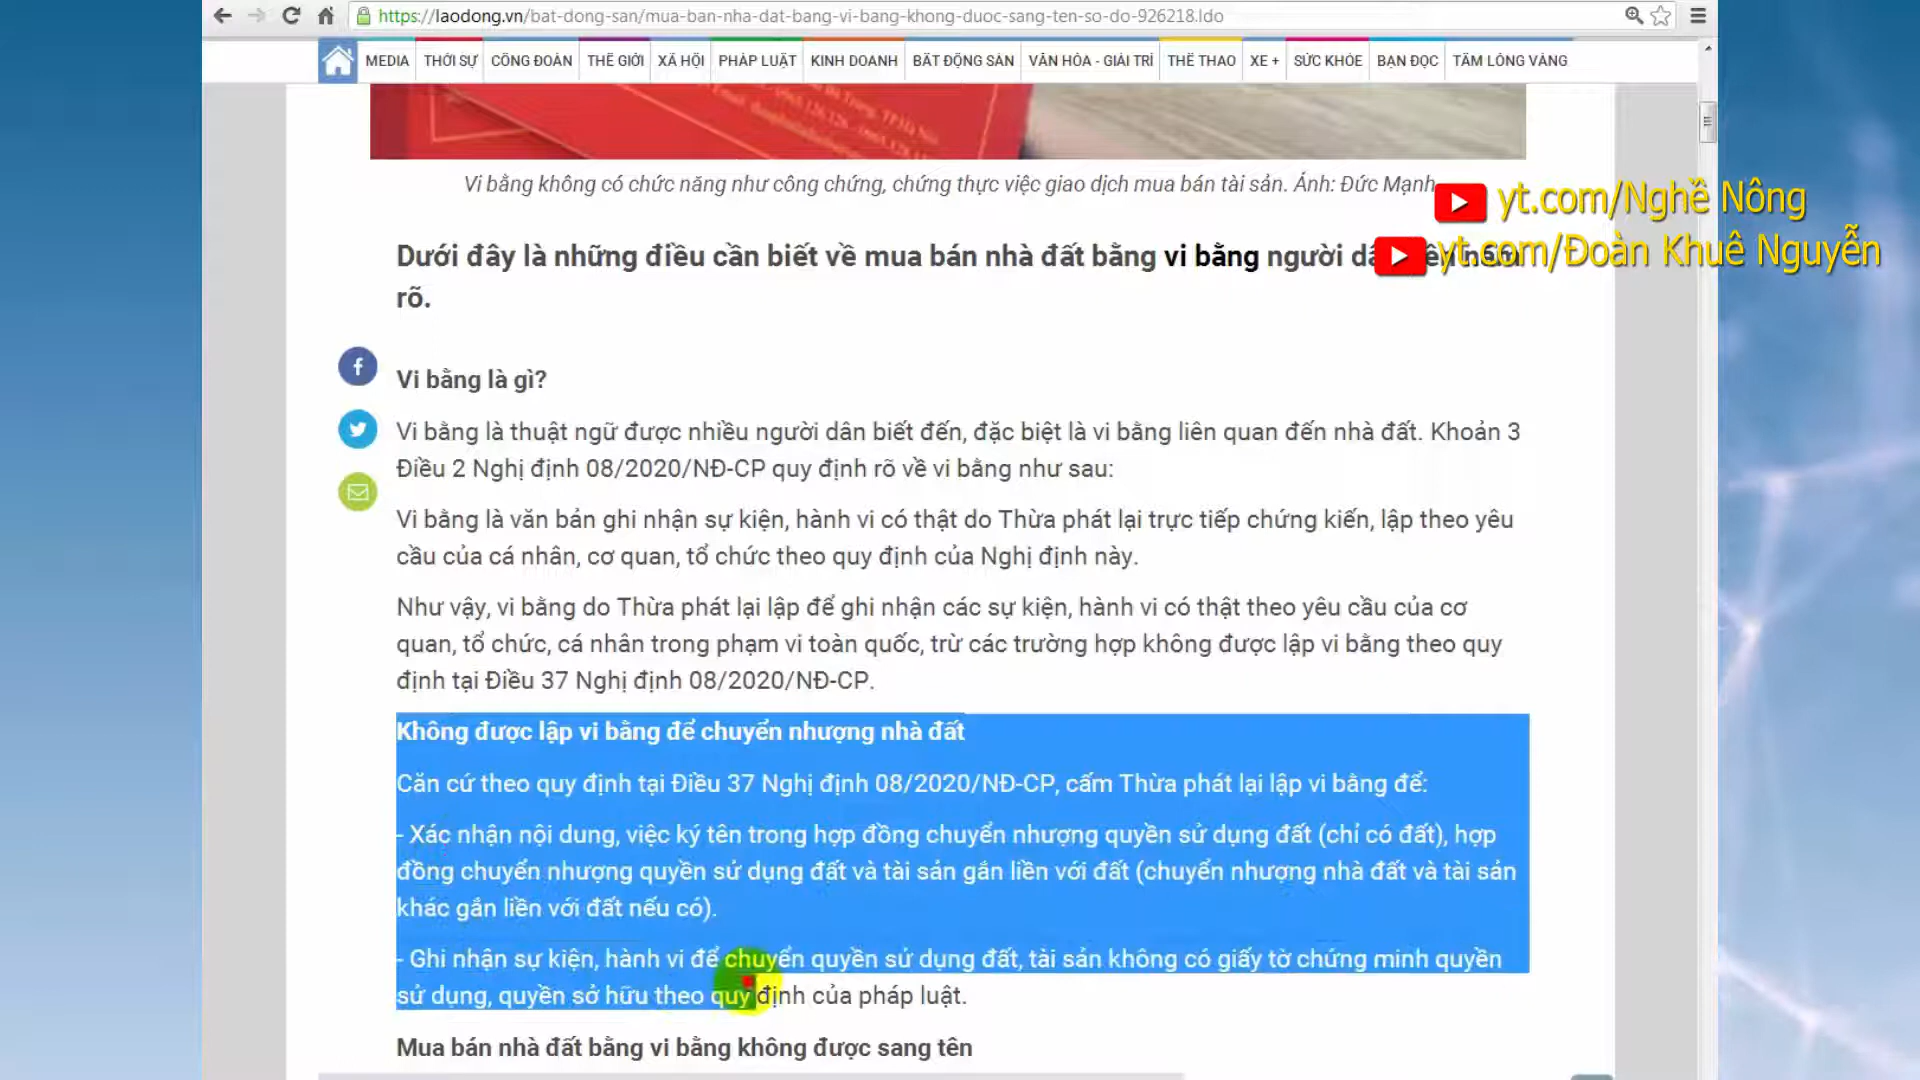 https://laodong.vn/bat-dong-san/mua-ban-nha-dat-bang-vi-bang-khong-duoc-sang-ten-so-do-926218.ldo
MEDIA THỜI SỰ CÔNG ĐOÀN THẾ GIỚI XÃ HỘI PHÁP LUẬT KINH DOANH BẤT ĐỘNG SẢN VĂN HÓA - GIẢI TRÍ THỂ THAO XE + SỨC KHỎE BẠN ĐỌC TẤM LÒNG VÀNG
Vi bằng không có chức năng như công chứng, chứng thực việc giao dịch mua bán tài sản. Ảnh: Đức Mạnh
yt.com/Nghề Nông
yt.com/Đoàn Khuê Nguyễn
Dưới đây là những điều cần biết về mua bán nhà đất bằng vi bằng người
rõ.
Vi bằng là gì?
Vi bằng là thuật ngữ được nhiều người dân biết đến, đặc biệt là vi bằng liên quan đến nhà đất. Khoản 3
Điều 2 Nghị định 08/2020/NĐ-CP quy định rõ về vi bằng như sau:
Vi bằng là văn bản ghi nhận sự kiện, hành vi có thật do Thừa phát lại trực tiếp chứng kiến, lập theo yêu
cầu của cá nhân, cơ quan, tổ chức theo quy định của Nghị định này.
Như vậy, vi bằng do Thừa phát lại lập để ghi nhận các sự kiện, hành vi có thật theo yêu cầu của cơ
quan, tổ chức, cá nhân trong phạm vi toàn quốc, trừ các trường hợp không được lập vi bằng theo quy
định tại Điều 37 Nghị định 08/2020/NĐ-CP.
Không được lập vi bằng để chuyển nhượng nhà đất
Căn cứ theo quy định tại Điều 37 Nghị định 08/2020/NĐ-CP, cấm Thừa phát lại lập vi bằng để:
- Xác nhận nội dung, việc ký tên trong hợp đồng chuyển nhượng quyền sử dụng đất (chỉ có đất), hợp
đồng chuyển nhượng quyền sử dụng đất và tài sản gắn liền với đất (chuyển nhượng nhà đất và tài sản
khác gắn liền với đất nếu có).
- Ghi nhận sự kiện, hành vi để chuyển quyền sử dụng đất, tài sản không có giấy tờ chứng minh quyền
sử dụng, quyền sở hữu theo quy định của pháp luật.
Mua bán nhà đất bằng vi bằng không được sang tên